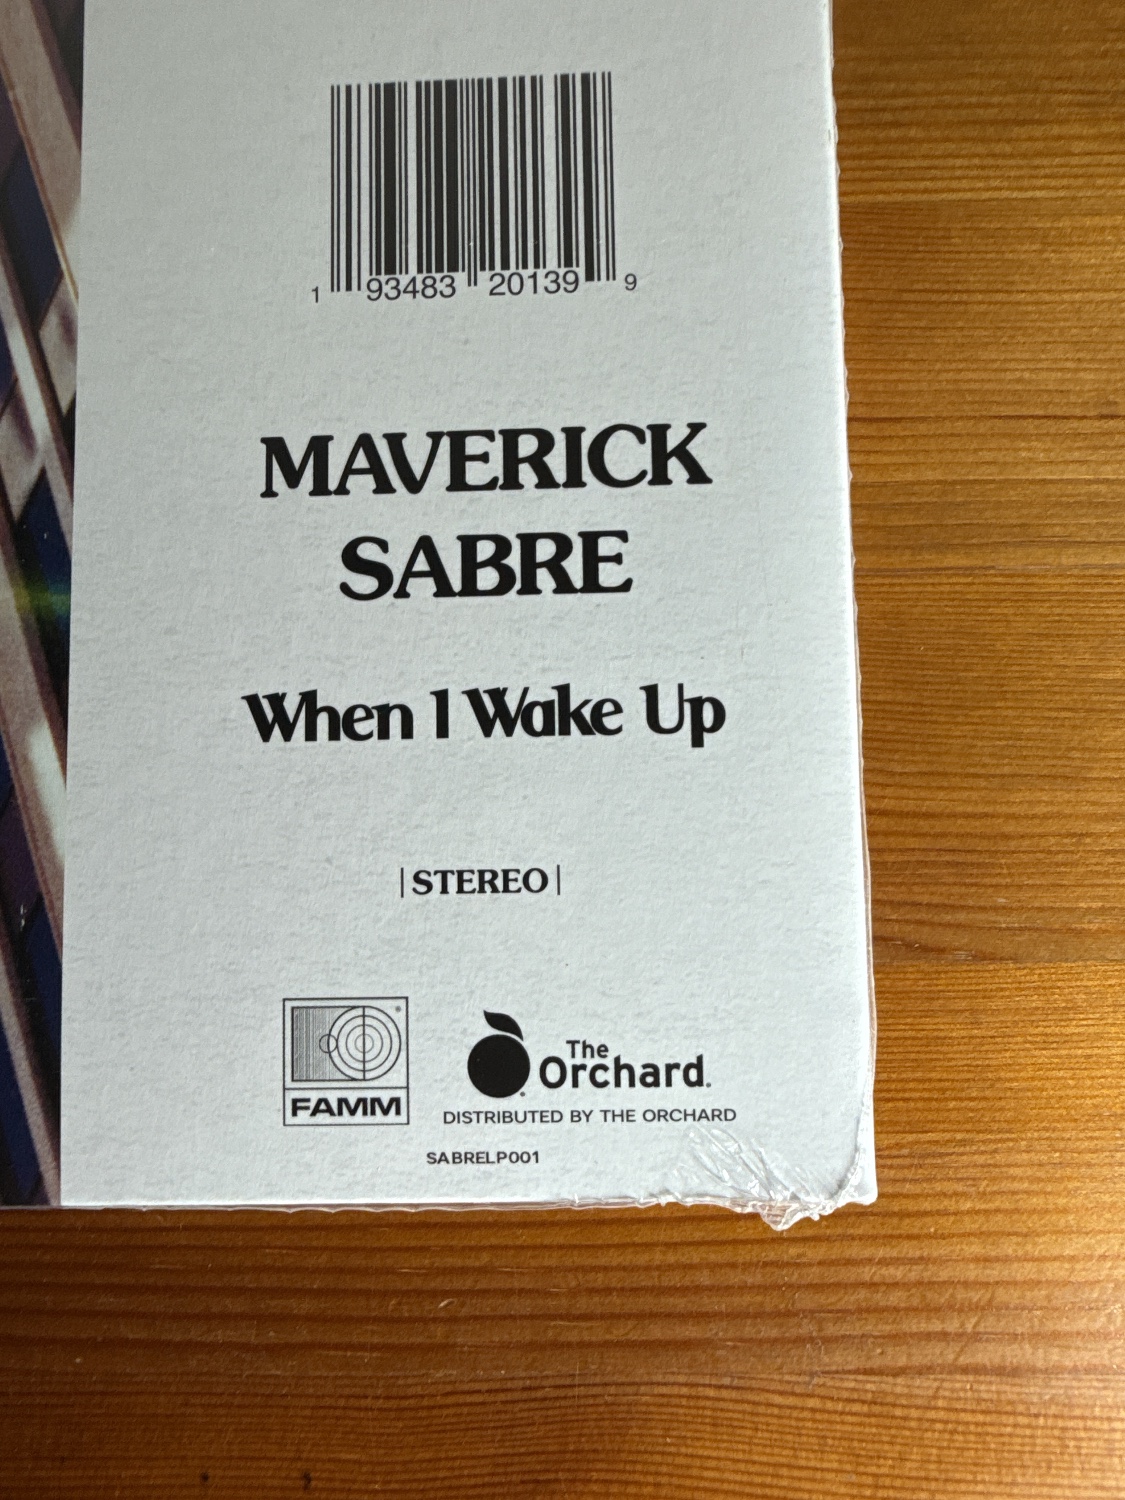 1 93483 20139 9
MAVERICK
SABRE
When I Wake Up
|STEREO|
FAMM
The
Orchard.
DISTRIBUTED BY THE ORCHARD
SABRELP001